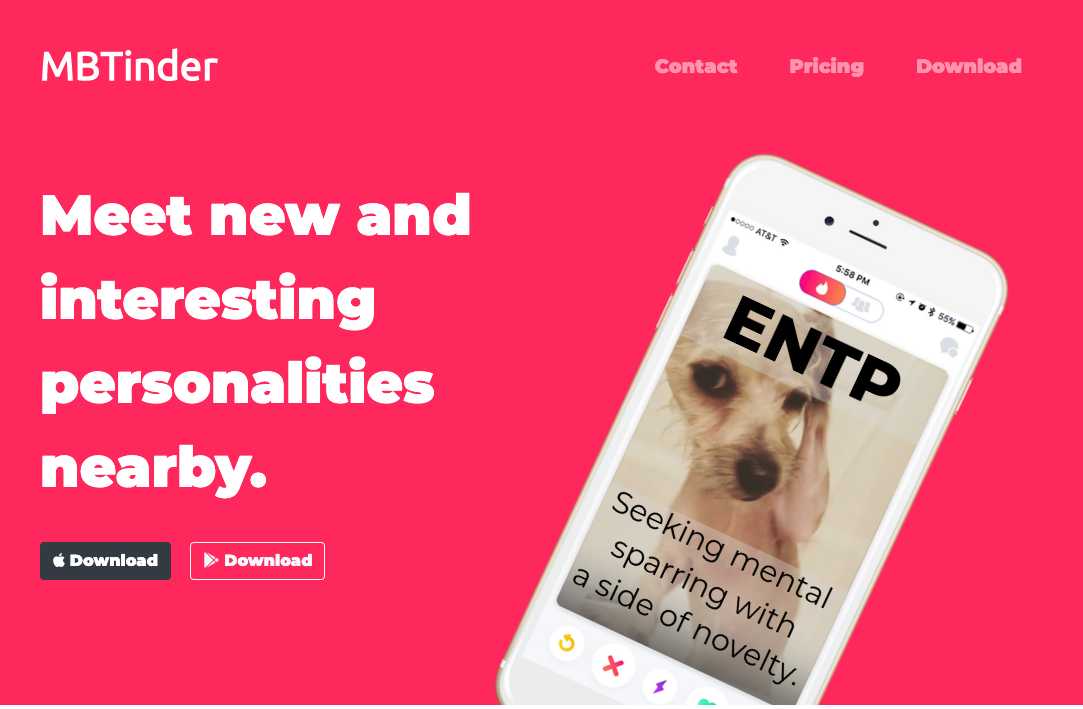 MBTinder
Contact Pricing Download
Meet new and
interesting
personalities
nearby.
Download Download
AT&T 5:58 PM 55%
ENTP
Seeking mental
sparring with
a side of novelty.